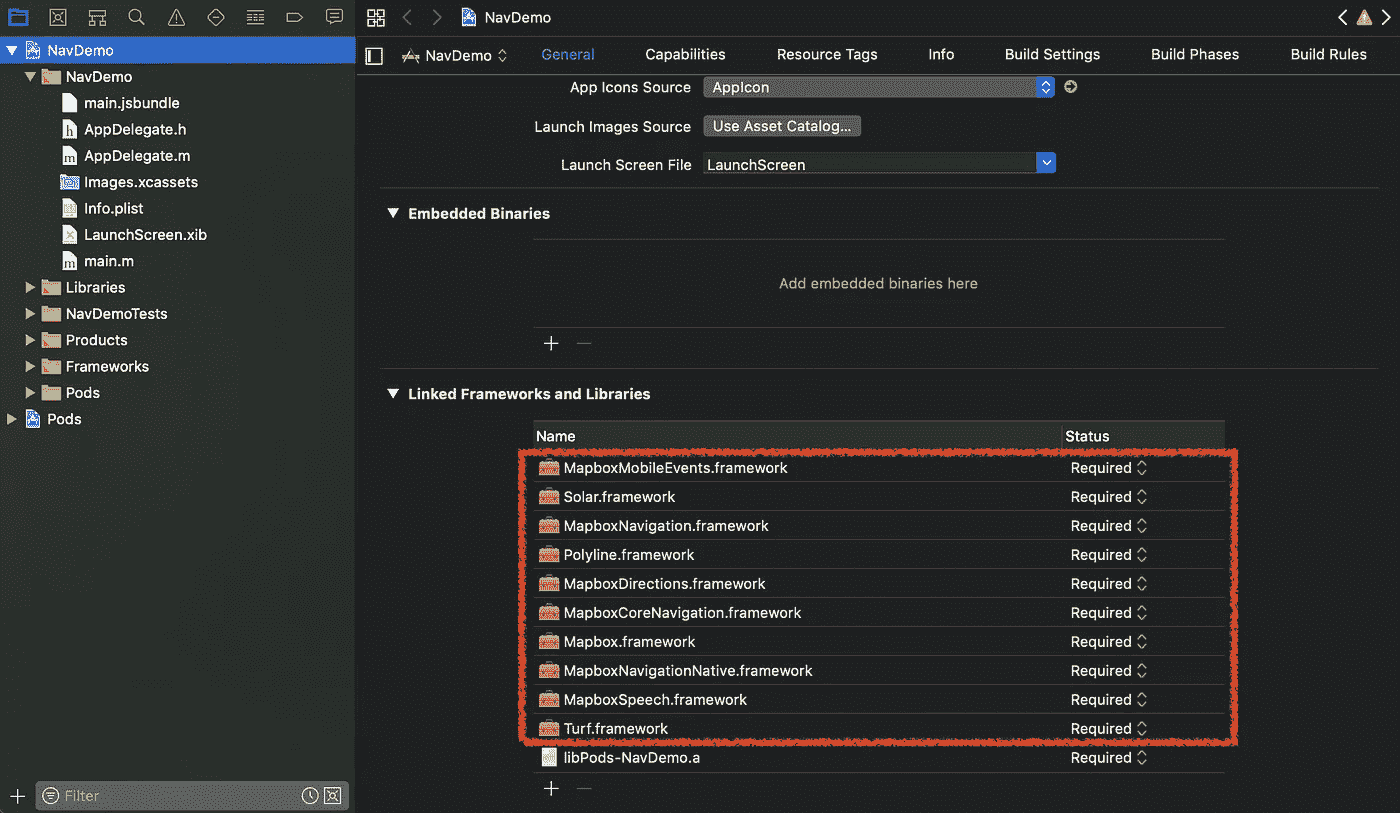 NavDemo
NavDemo
General
Capabilities
Resource Tags
Info
Build Settings
Build Phases
Build Rules
NavDemo
NavDemo
main.jsbundle
h AppDelegate.h
m AppDelegate.m
Images.xcassets
Info.plist
LaunchScreen.xib
m main.m
Libraries
NavDemoTests
Products
Frameworks
Pods
Pods
Filter
App Icons Source AppIcon
Launch Images Source Use Asset Catalog...
Launch Screen File LaunchScreen
Embedded Binaries
Add embedded binaries here
Linked Frameworks and Libraries
Name Status
MapboxMobileEvents.framework Required
Solar.framework Required
MapboxNavigation.framework Required
Polyline.framework Required
MapboxDirections.framework Required
MapboxCoreNavigation.framework Required
Mapbox.framework Required
MapboxNavigationNative.framework Required
MapboxSpeech.framework Required
Turf.framework Required
libPods-NavDemo.a Required